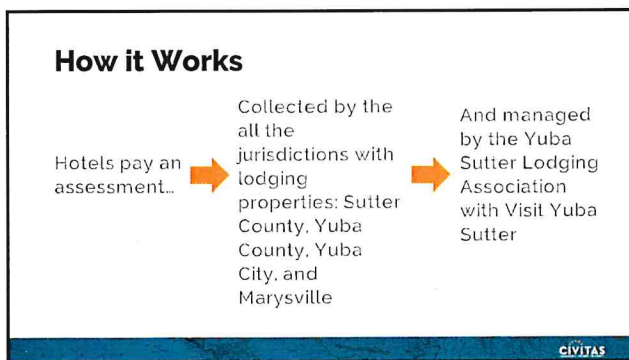 How it Works
Hotels pay an
assessment...
Collected by the
all the
jurisdictions with
lodging
properties: Sutter
County, Yuba
County, Yuba
City, and
Marysville
And managed
by the Yuba
Sutter Lodging
Association
with Visit Yuba
Sutter
CIVITAS